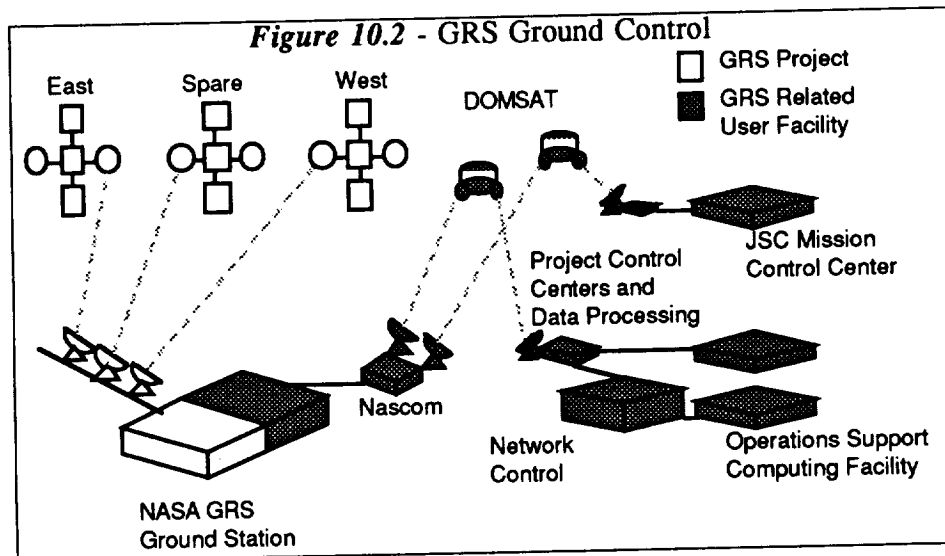 Figure 10.2 - GRS Ground Control
East
Spare
West
DOMSAT
GRS Project
GRS Related
User Facility
JSC Mission
Control Center
Project Control
Centers and
Data Processing
Nascom
Network
Control
Operations Support
Computing Facility
NASA GRS
Ground Station